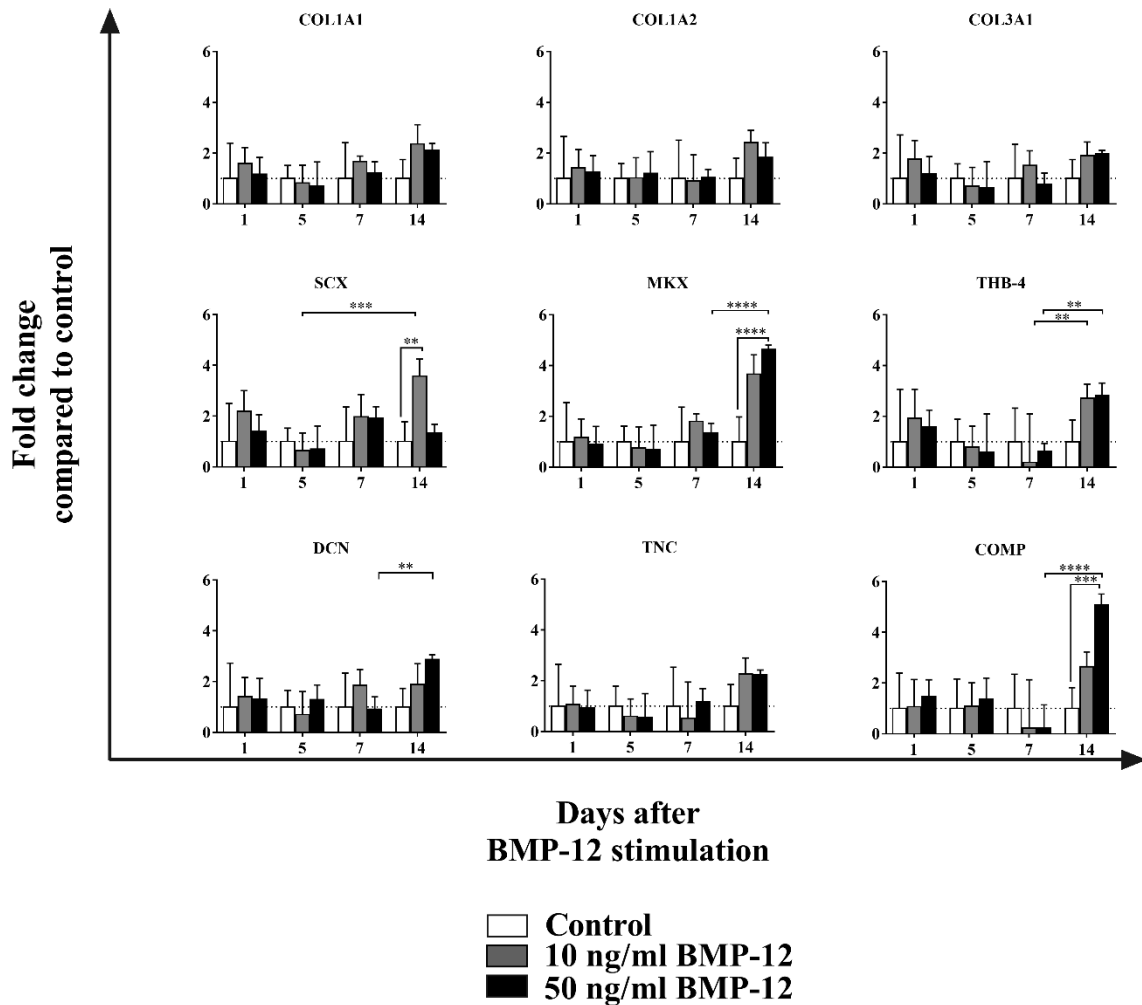 COL1A1 COL1A2 COL3A1
6 6 6
4 4 4
2 2 2
0 0 0
1 5 7 14 1 5 7 14 1 5 7 14
SCX MKX THB-4
*** **** **
** **** **
6 6 6
4 4 4
2 2 2
0 0 0
1 5 7 14 1 5 7 14 1 5 7 14
Fold change
compared to control
DCN TNC COMP
** ****
***
6 6 6
4 4 4
2 2 2
0 0 0
1 5 7 14 1 5 7 14 1 5 7 14
Days after
BMP-12 stimulation
Control
10 ng/ml BMP-12
50 ng/ml BMP-12